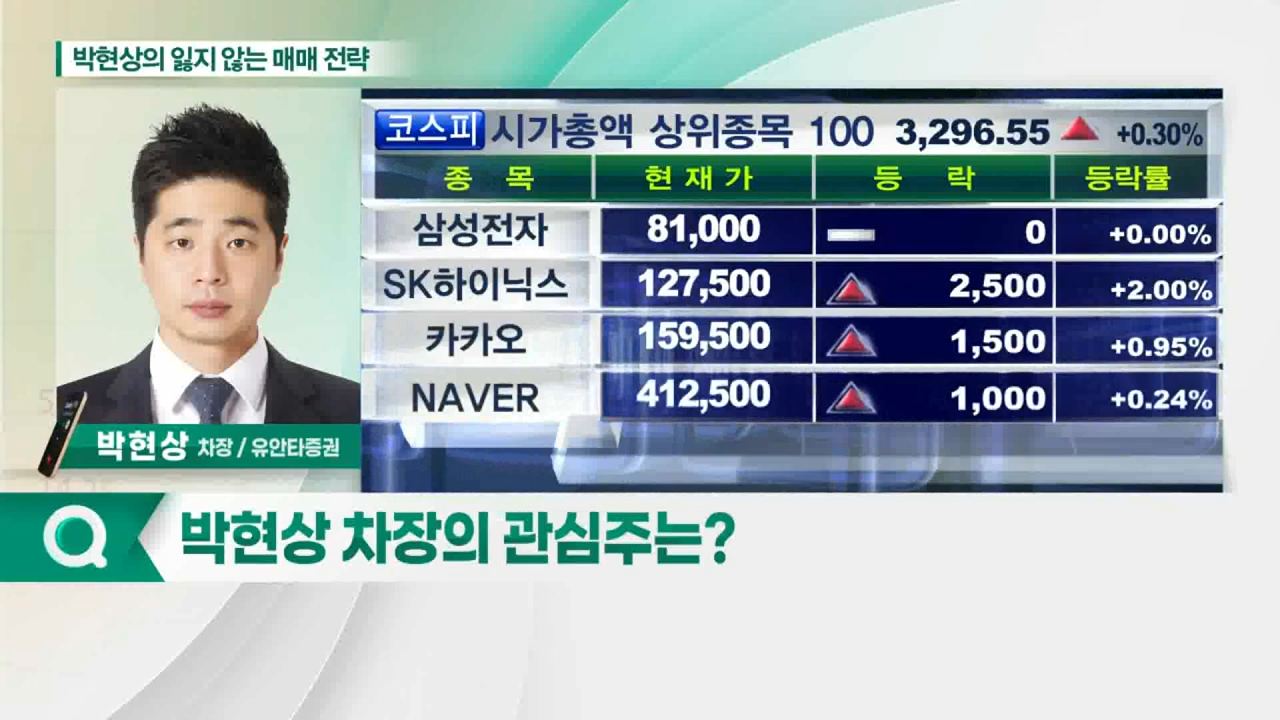 박현상의 잃지 않는 매매 전략
코스피 시가총액 상위종목 100 3,296.55 ▲ +0.30%
종 목 현 재 가 등 락 등락률
삼성전자 81,000 0 +0.00%
SK하이닉스 127,500 ▲ 2,500 +2.00%
카카오 159,500 ▲ 1,500 +0.95%
NAVER 412,500 ▲ 1,000 +0.24%
박현상 차장 / 유안타증권
Q 박현상 차장의 관심주는?